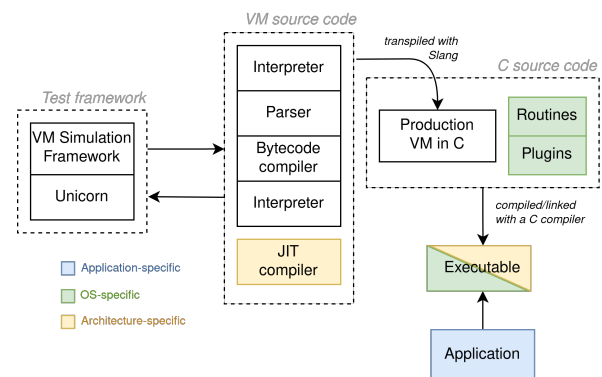 VM source code
Interpreter
Parser
Bytecode
compiler
Interpreter
JIT
compiler
transpiled with
Slang
C source code
Production
VM in C
Routines
Plugins
Test framework
VM Simulation
Framework
Unicorn
compiled/linked
with a C compiler
Executable
Application
Application-specific
OS-specific
Architecture-specific